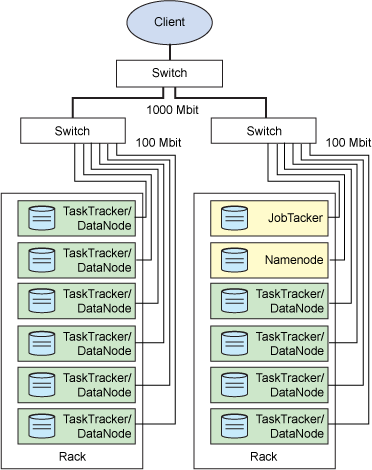 Client
Switch
1000 Mbit
Switch
Switch
100 Mbit
100 Mbit
TaskTracker/
DataNode
TaskTracker/
DataNode
TaskTracker/
DataNode
TaskTracker/
DataNode
TaskTracker/
DataNode
TaskTracker/
DataNode
Rack
JobTacker
Namenode
TaskTracker/
DataNode
TaskTracker/
DataNode
TaskTracker/
DataNode
TaskTracker/
DataNode
Rack